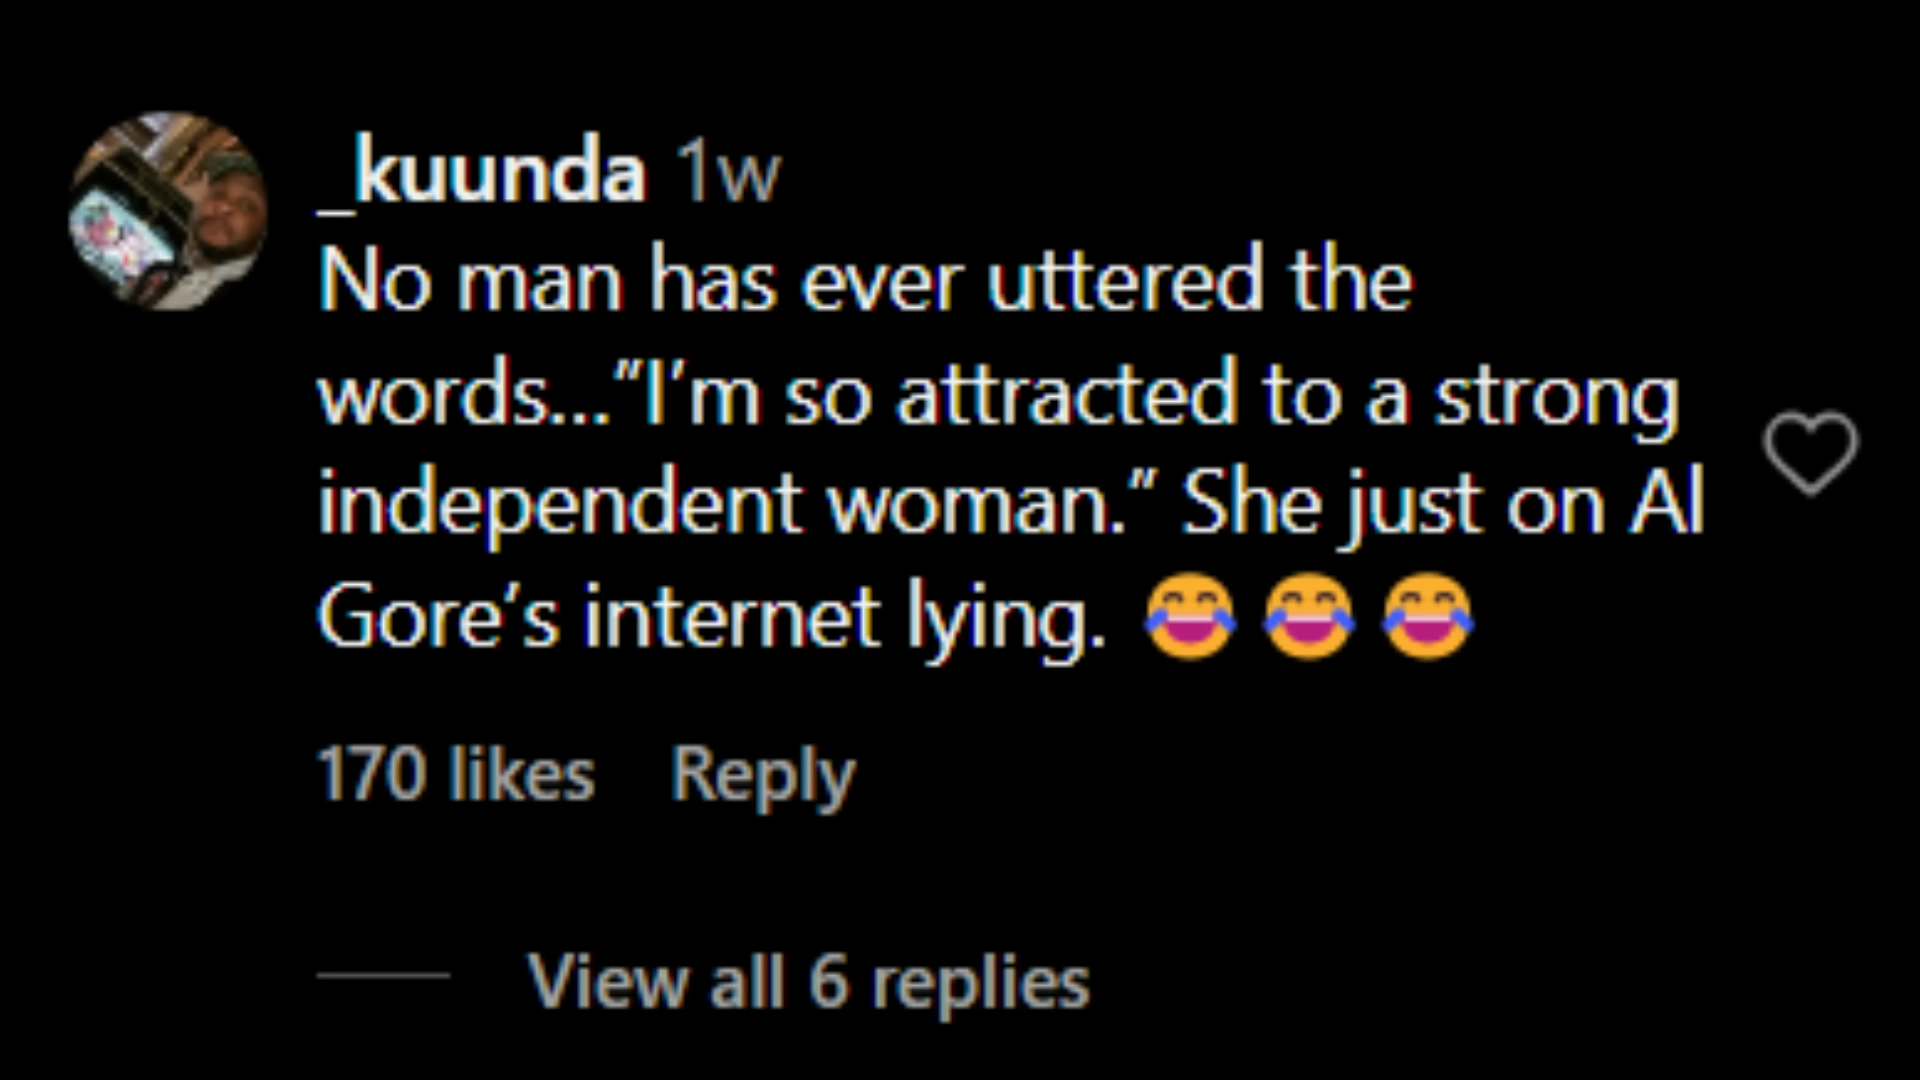 _kuunda 1w
No man has ever uttered the
words..."I'm so attracted to a strong
independent woman." She just on Al
Gore's internet lying. 😂😂😂
170 likes Reply
View all 6 replies